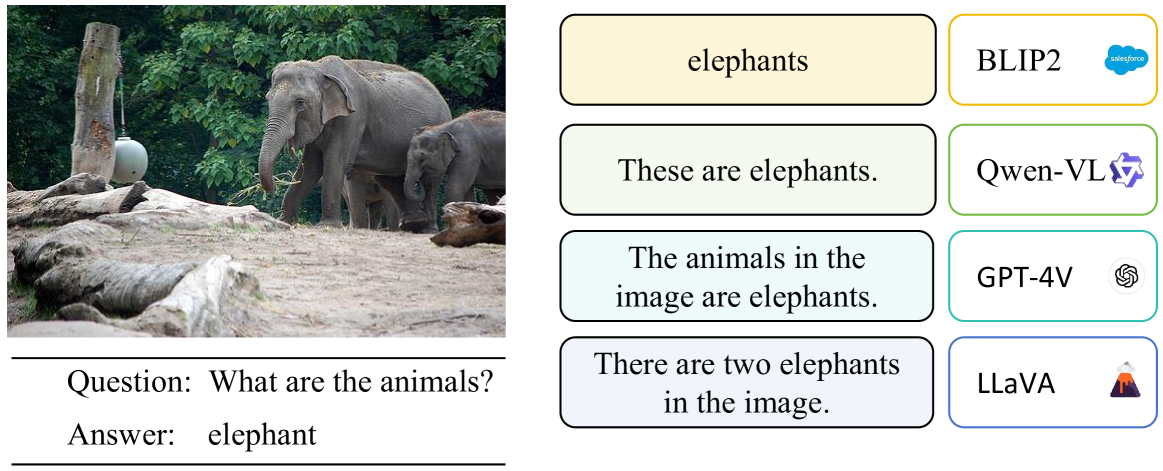 elephants
BLIP2
salesforce
These are elephants.
Qwen-VL
The animals in the
image are elephants.
GPT-4V
There are two elephants
in the image.
LLaVA
Question: What are the animals?
Answer: elephant